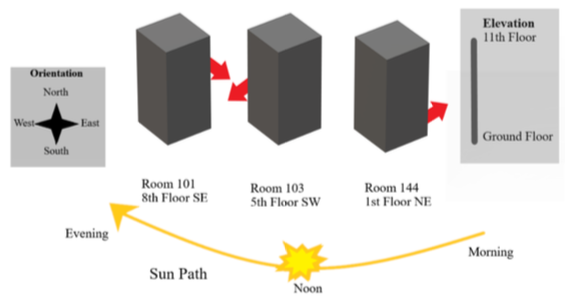 Orientation
North
West East
South
Elevation
11th Floor
Ground Floor
Room 101
8th Floor SE
Room 103
5th Floor SW
Room 144
1st Floor NE
Evening
Sun Path
Noon
Morning